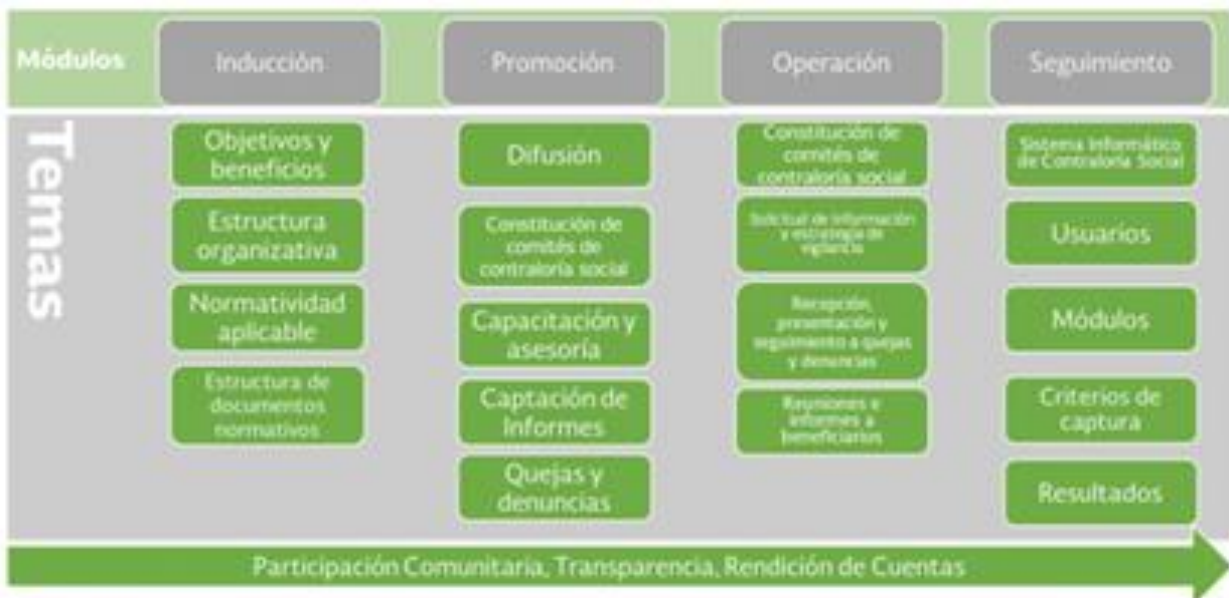 Módulos
Inducción
Promoción
Operación
Seguimiento
Temas
Objetivos y
beneficios
Estructura
organizativa
Normatividad
aplicable
Estructura de
documentos
normativos
Difusión
Constitución de
comités de
contraloría social
Capacitación y
asesoría
Captación de
Informes
Quejas y
denuncias
Constitución de
comités de
contraloría social
Solicitud de información
y estrategia de
vigilancia
Recepción,
presentación y
seguimiento a quejas
y denuncias
Reuniones e
informes a
beneficiarios
Sistema Informático
de Contraloría Social
Usuarios
Módulos
Criterios de
captura
Resultados
Participación Comunitaria, Transparencia, Rendición de Cuentas